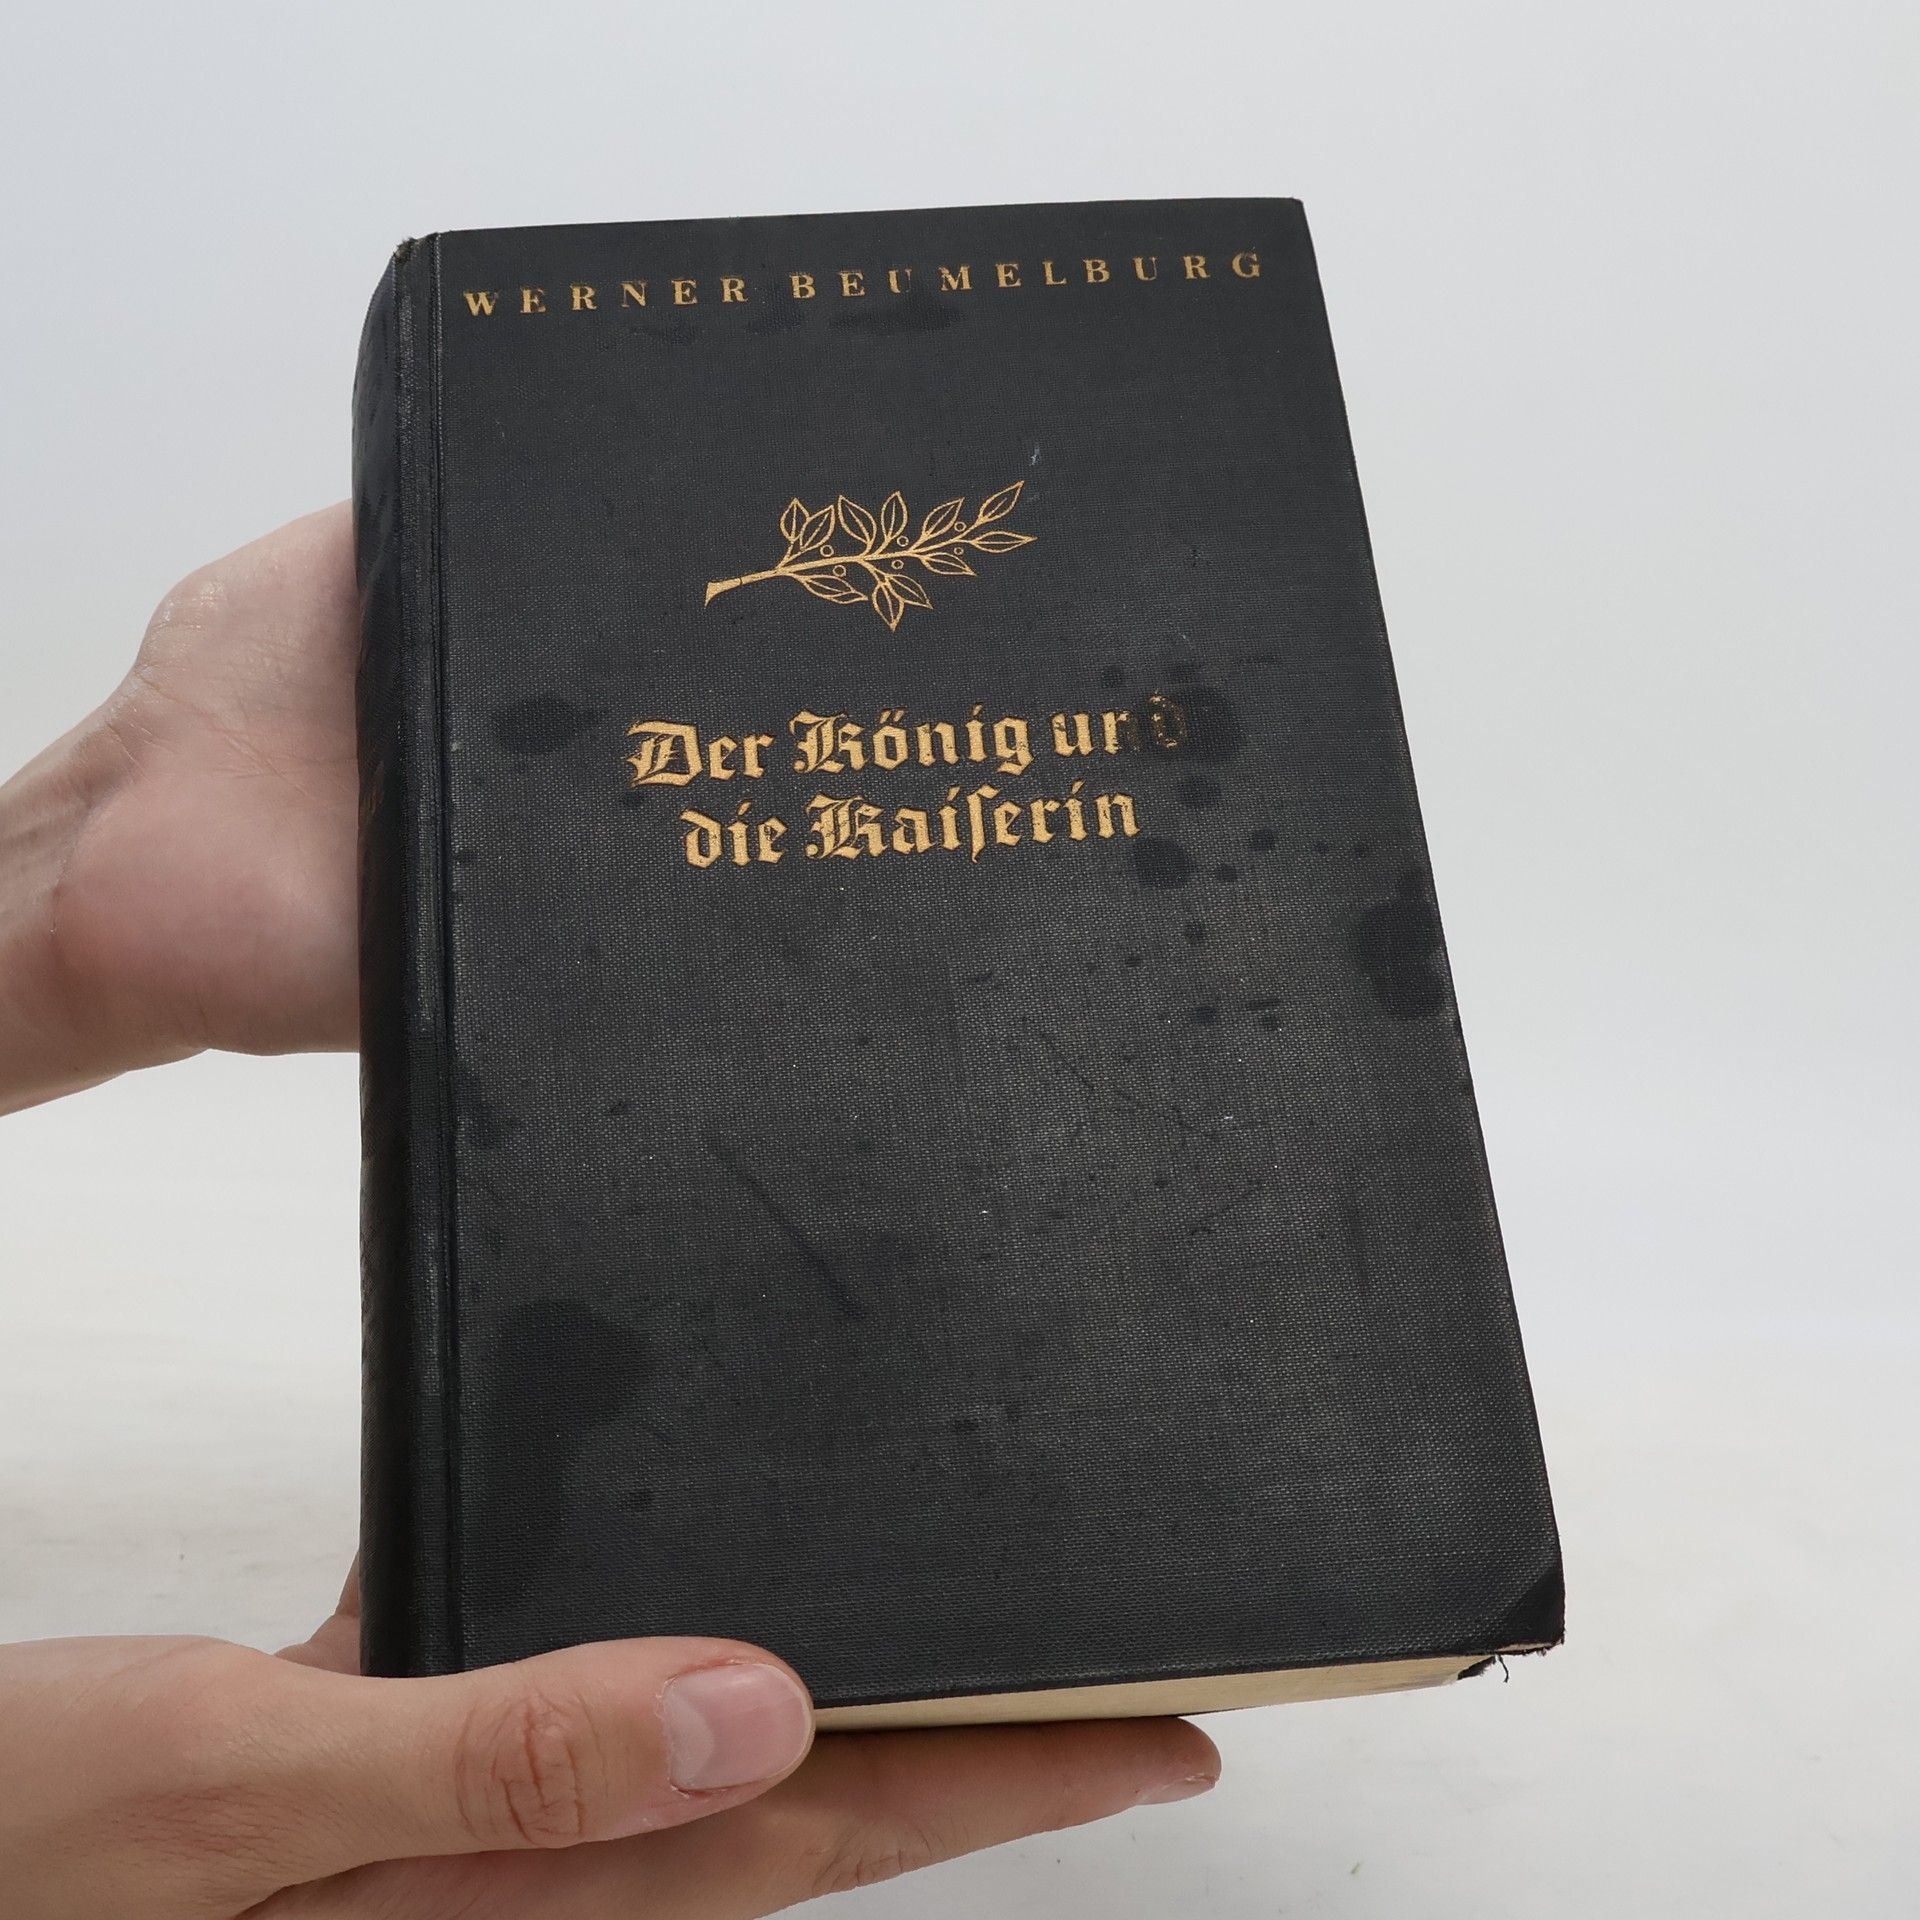 WERNER BEUMELBURG
Der König und
die Kaiſerin